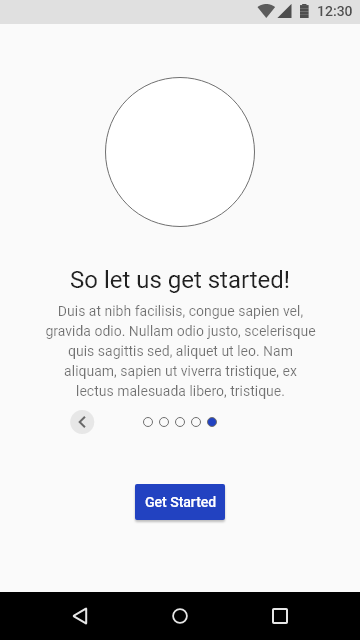 12:30
So let us get started!
Duis at nibh facilisis, congue sapien vel,
gravida odio. Nullam odio justo, scelerisque
quis sagittis sed, aliquet ut leo. Nam
aliquam, sapien ut viverra tristique, ex
lectus malesuada libero, tristique.
Get Started